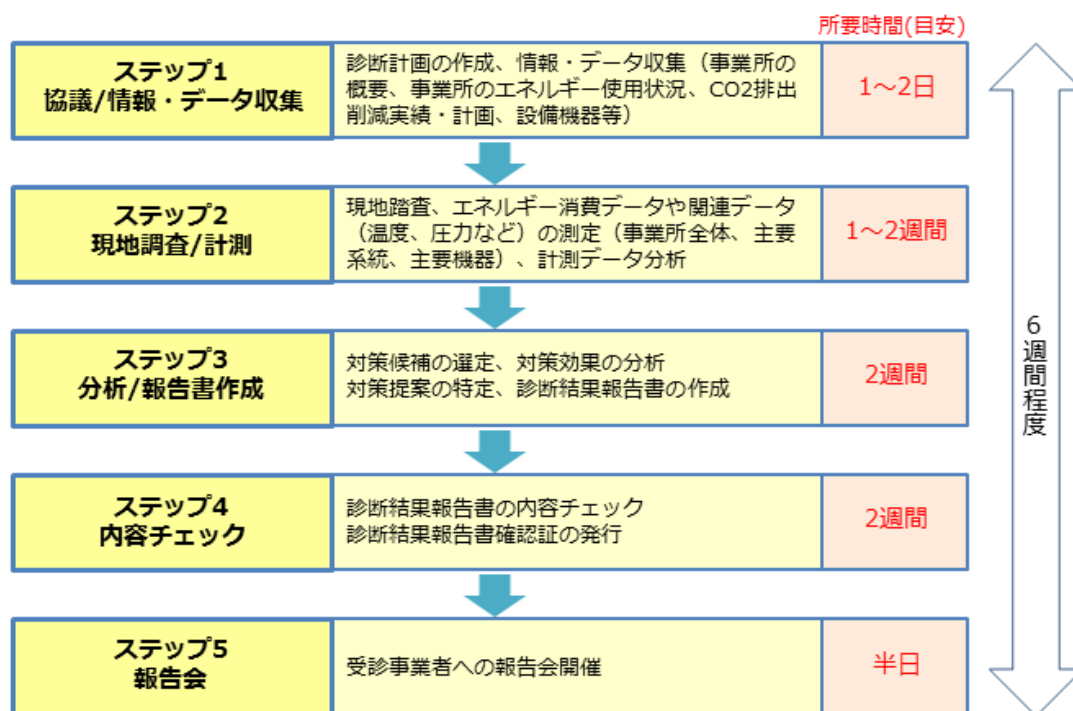 所要時間(目安)
ステップ1
協議/情報・データ収集
診断計画の作成、情報・データ収集（事業所の
概要、事業所のエネルギー使用状況、CO2排出
削減実績・計画、設備機器等）
1～2日
ステップ2
現地調査/計測
現地踏査、エネルギー消費データや関連データ
（温度、圧力など）の測定（事業所全体、主要
系統、主要機器）、計測データ分析
1～2週間
ステップ3
分析/報告書作成
対策候補の選定、対策効果の分析
対策提案の特定、診断結果報告書の作成
2週間
ステップ4
内容チェック
診断結果報告書の内容チェック
診断結果報告書確認証の発行
2週間
ステップ5
報告会
受診事業者への報告会開催
半日
6週間程度